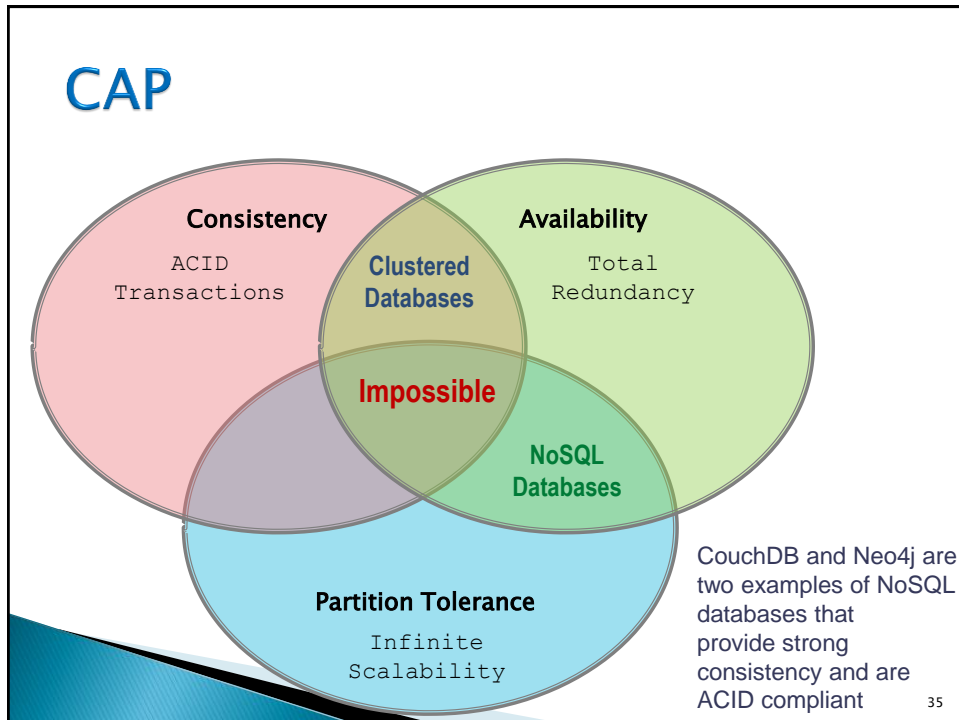 CAP
Consistency
ACID
Transactions
Clustered
Databases
Availability
Total
Redundancy
Impossible
NoSQL
Databases
Partition Tolerance
Infinite
Scalability
CouchDB and Neo4j are
two examples of NoSQL
databases that
provide strong
consistency and are
ACID compliant
35